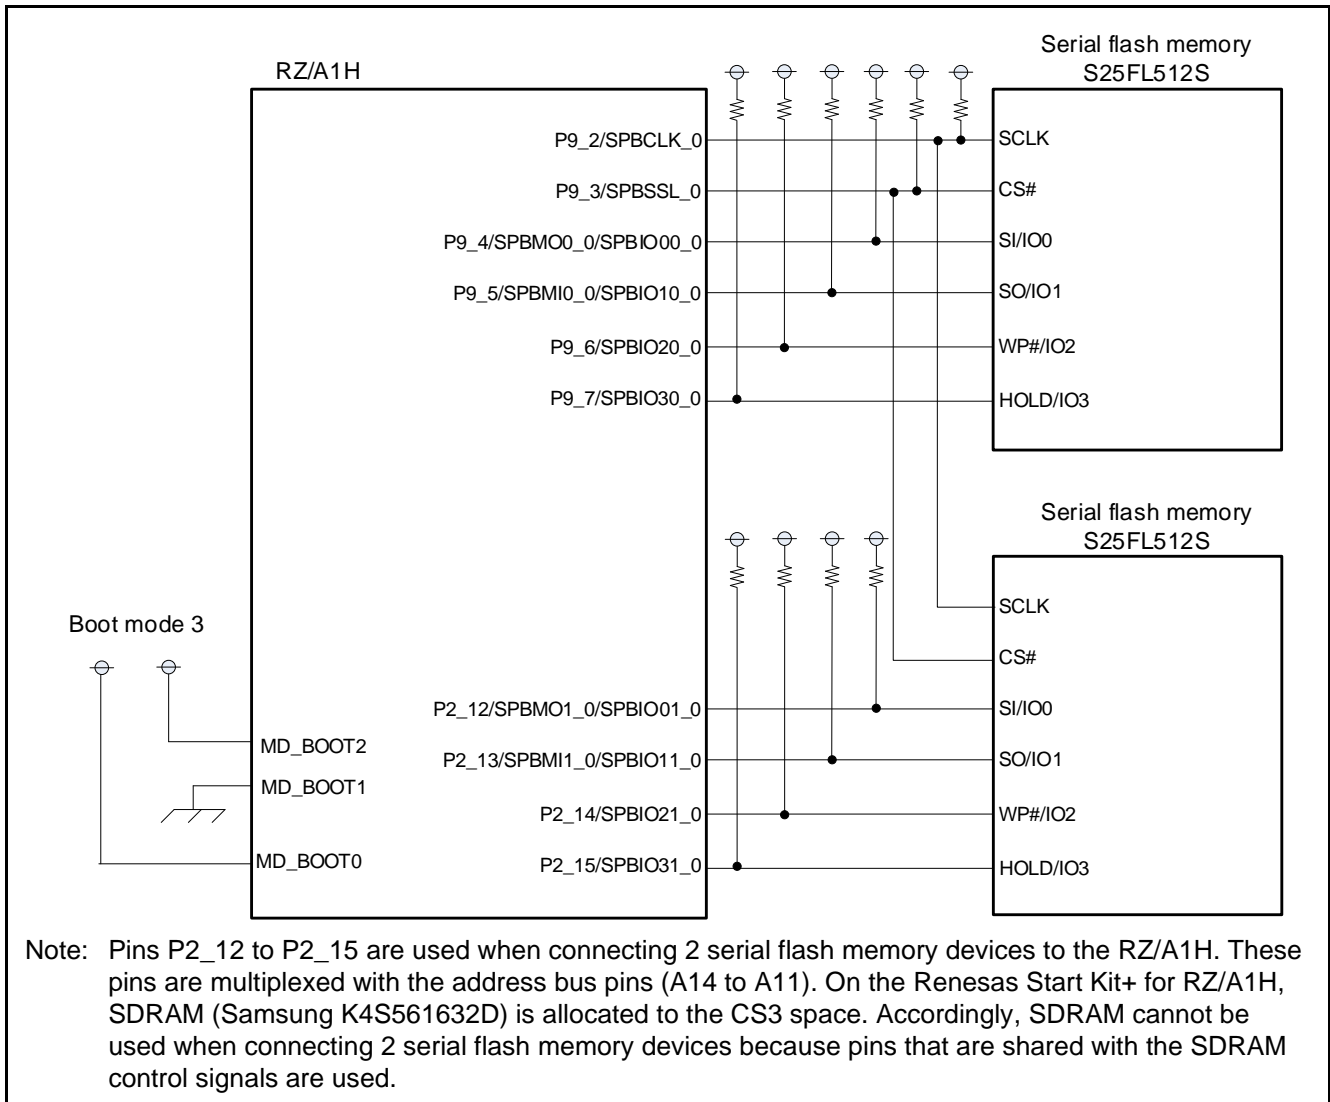 RZ/A1H
Serial flash memory
S25FL512S
P9_2/SPBCLK_0
SCLK
P9_3/SPBSSL_0
CS#
P9_4/SPBMO0_0/SPBIO00_0
SI/IO0
P9_5/SPBMI0_0/SPBIO10_0
SO/IO1
P9_6/SPBIO20_0
WP#/IO2
P9_7/SPBIO30_0
HOLD/IO3
Serial flash memory
S25FL512S
SCLK
CS#
Boot mode 3
P2_12/SPBMO1_0/SPBIO01_0
SI/IO0
MD_BOOT2
P2_13/SPBMI1_0/SPBIO11_0
SO/IO1
MD_BOOT1
P2_14/SPBIO21_0
WP#/IO2
MD_BOOT0
P2_15/SPBIO31_0
HOLD/IO3
Note: Pins P2_12 to P2_15 are used when connecting 2 serial flash memory devices to the RZ/A1H. These
pins are multiplexed with the address bus pins (A14 to A11). On the Renesas Start Kit+ for RZ/A1H,
SDRAM (Samsung K4S561632D) is allocated to the CS3 space. Accordingly, SDRAM cannot be
used when connecting 2 serial flash memory devices because pins that are shared with the SDRAM
control signals are used.